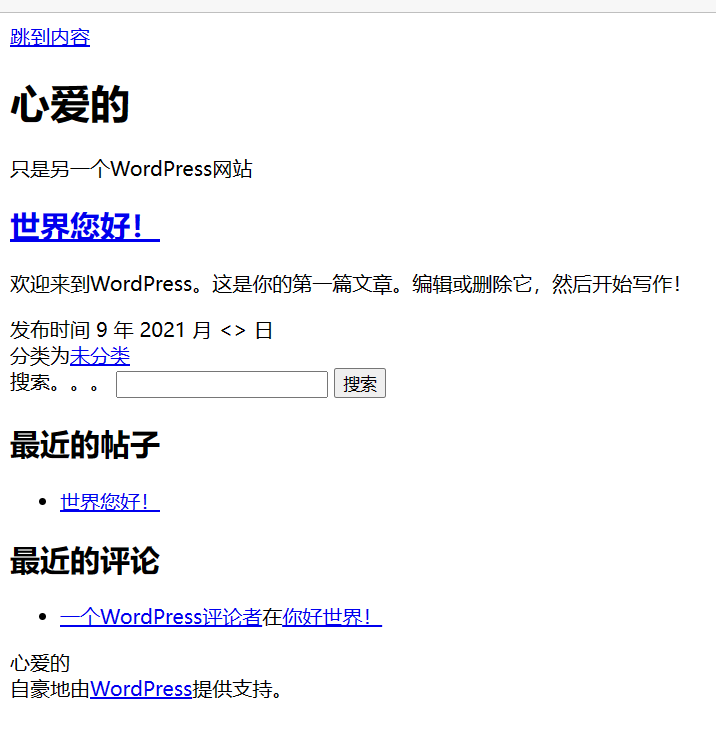 跳到内容
心爱的
只是另一个WordPress网站
世界您好！
欢迎来到WordPress。这是你的第一篇文章。编辑或删除它，然后开始写作！
发布时间 9 年 2021 月 <> 日
分类为未分类
搜索。。。 搜索
最近的帖子
世界您好！
最近的评论
一个WordPress评论者在你好世界！
心爱的
自豪地由WordPress提供支持。